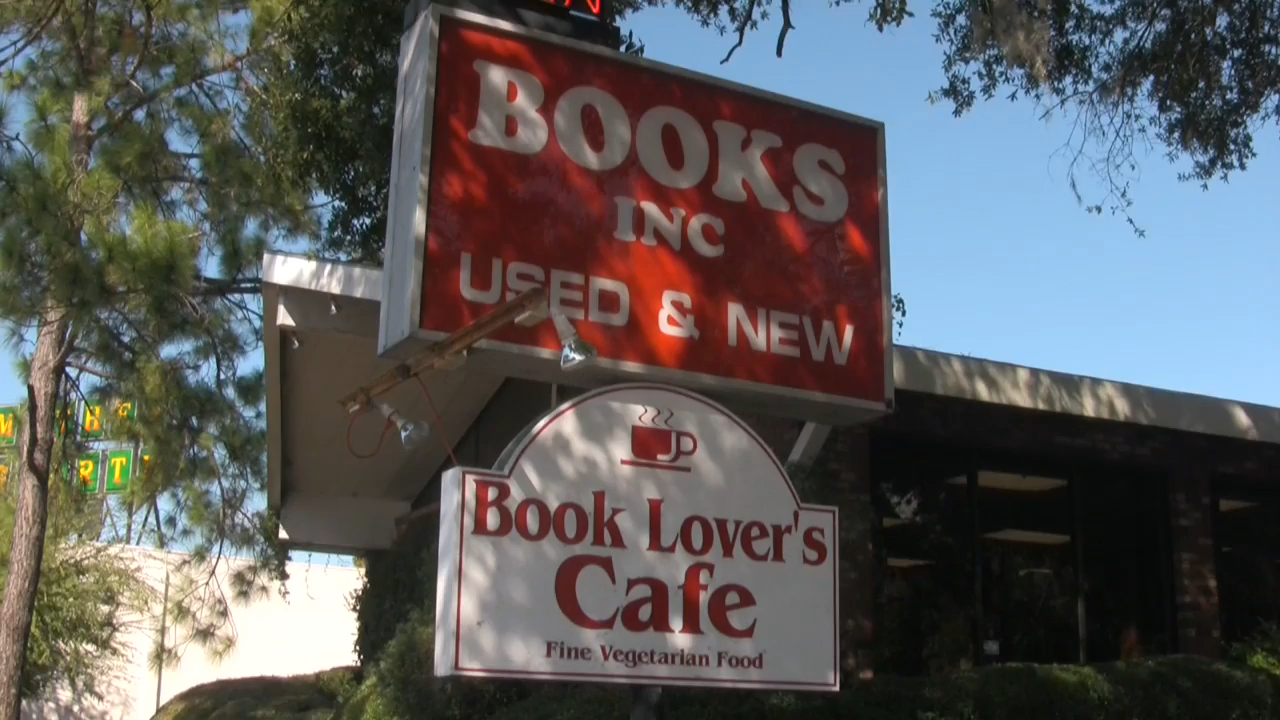 BOOKS
INC
USED & NEW
Book Lover's
Cafe
Fine Vegetarian Food